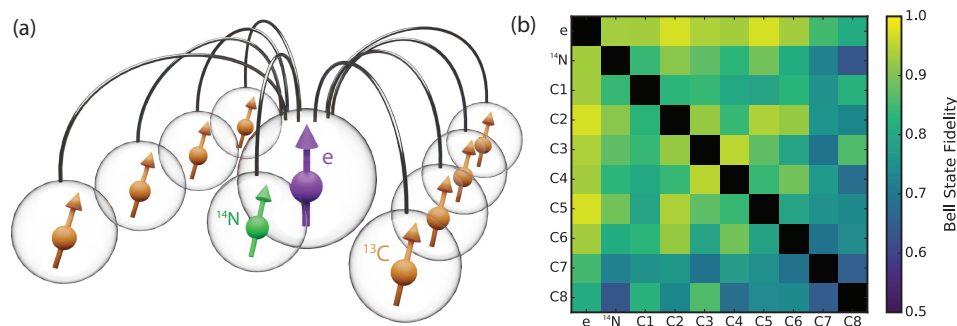 (a)
e
¹⁴N
¹³C
(b)
e
¹⁴N
C1
C2
C3
C4
C5
C6
C7
C8
e ¹⁴N C1 C2 C3 C4 C5 C6 C7 C8
1.0
0.9
0.8
0.7
0.6
0.5
Bell State Fidelity